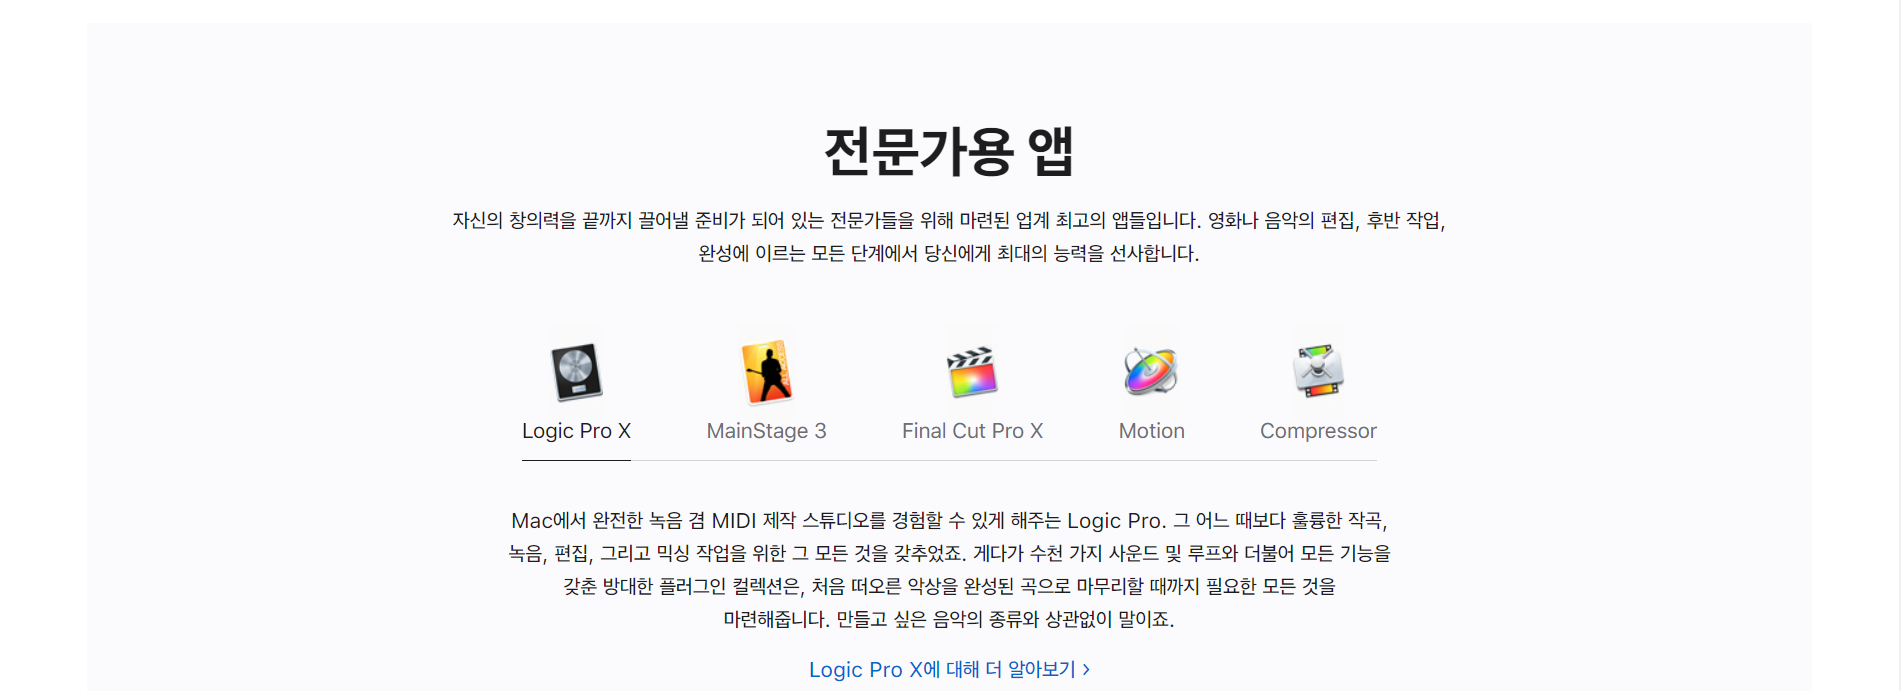 전문가용 앱
자신의 창의력을 끝까지 끌어낼 준비가 되어 있는 전문가들을 위해 마련된 업계 최고의 앱들입니다. 영화나 음악의 편집, 후반 작업,
완성에 이르는 모든 단계에서 당신에게 최대의 능력을 선사합니다.
Logic Pro X
MainStage 3
Final Cut Pro X
Motion
Compressor
Mac에서 완전한 녹음 겸 MIDI 제작 스튜디오를 경험할 수 있게 해주는 Logic Pro. 그 어느 때보다 훌륭한 작곡,
녹음, 편집, 그리고 믹싱 작업을 위한 그 모든 것을 갖추었죠. 게다가 수천 가지 사운드 및 루프와 더불어 모든 기능을
갖춘 방대한 플러그인 컬렉션은, 처음 떠오른 악상을 완성된 곡으로 마무리할 때까지 필요한 모든 것을
마련해줍니다. 만들고 싶은 음악의 종류와 상관없이 말이죠.
Logic Pro X에 대해 더 알아보기 >